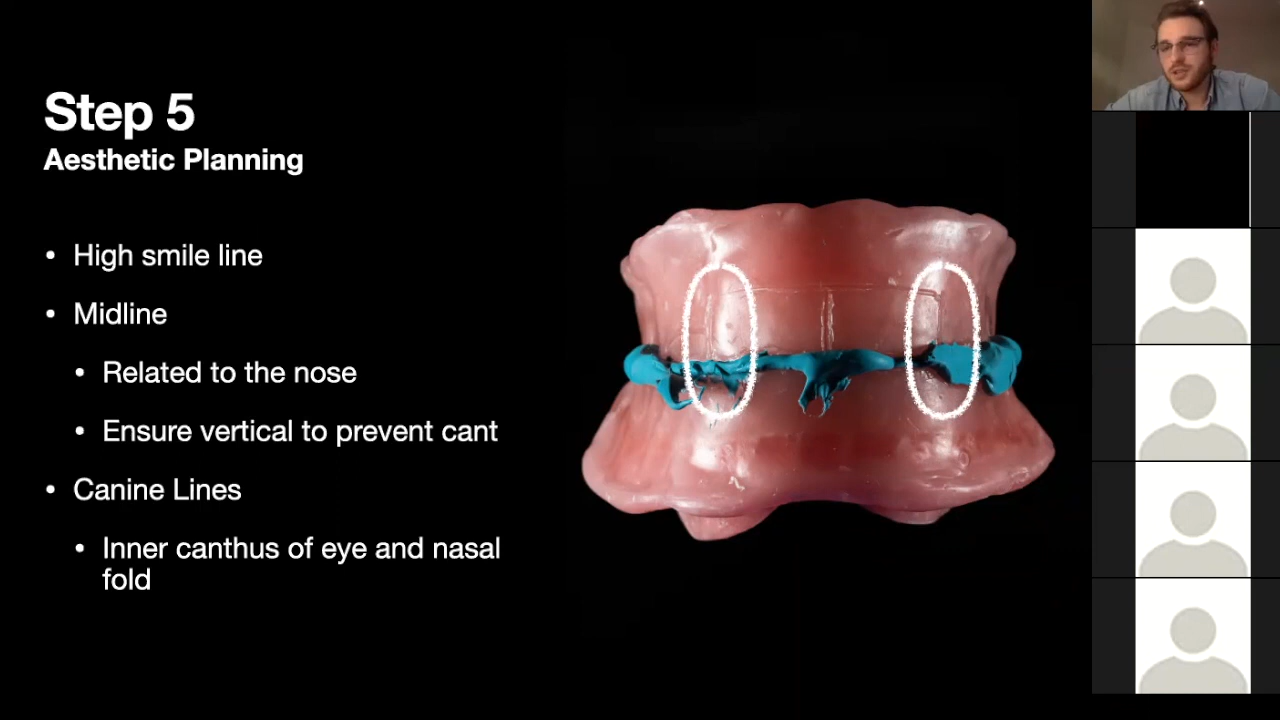 Step 5
Aesthetic Planning
• High smile line
• Midline
• Related to the nose
• Ensure vertical to prevent cant
• Canine Lines
• Inner canthus of eye and nasal
fold